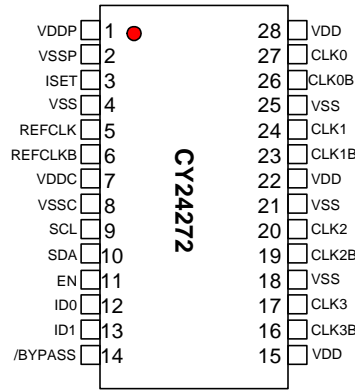 VDDP 1 28 VDD
VSSP 2 27 CLK0
ISET 3 26 CLK0B
VSS 4 25 VSS
REFCLK 5 24 CLK1
REFCLKB 6 23 CLK1B
VDDC 7 22 VDD
VSSC 8 21 VSS
SCL 9 20 CLK2
SDA 10 19 CLK2B
EN 11 18 VSS
ID0 12 17 CLK3
ID1 13 16 CLK3B
/BYPASS 14 15 VDD
CY24272